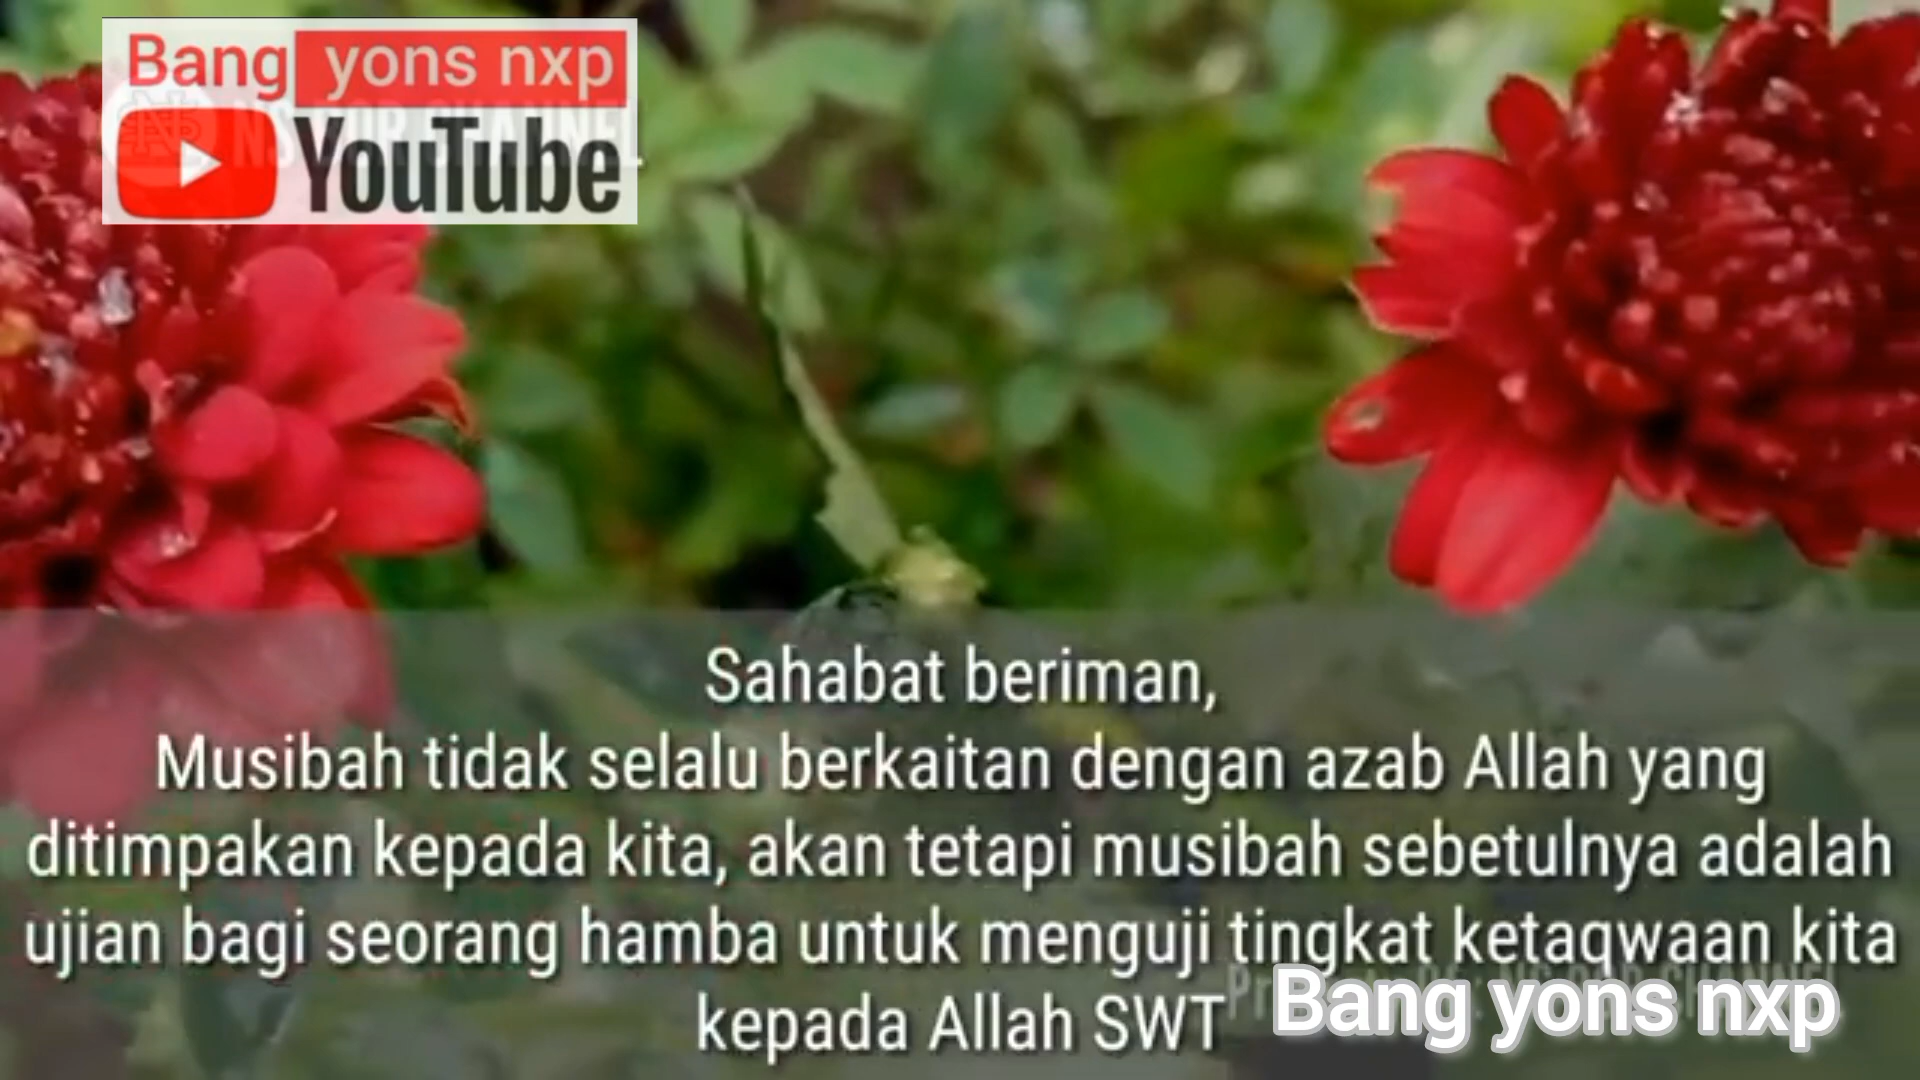 Bang yons nxp
YouTube
Sahabat beriman,
Musibah tidak selalu berkaitan dengan azab Allah yang
ditimpakan kepada kita, akan tetapi musibah sebetulnya adalah
ujian bagi seorang hamba untuk menguji tingkat ketaqwaan kita
kepada Allah SWT
Bang yons nxp